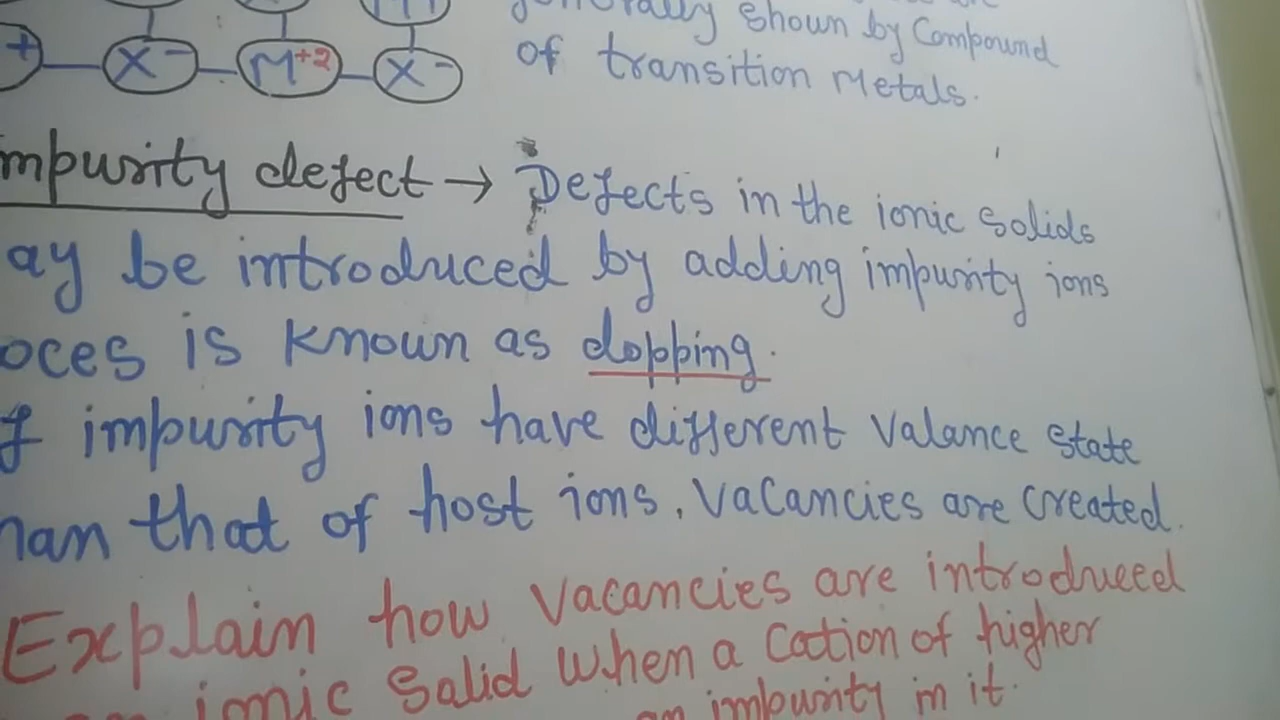 generally shown by Compound
+ X- M+2 X-
of transition Metals.
mpurity defect → Defects in the ionic Solids
ay be introduced by adding impurity ions
oces is known as dopping.
f impurity ions have different Valance State
han that of host ions, Vacancies are Created.
Explain how Vacancies are introduced
ionic Salid when a Cation of higher
an impurity in it.